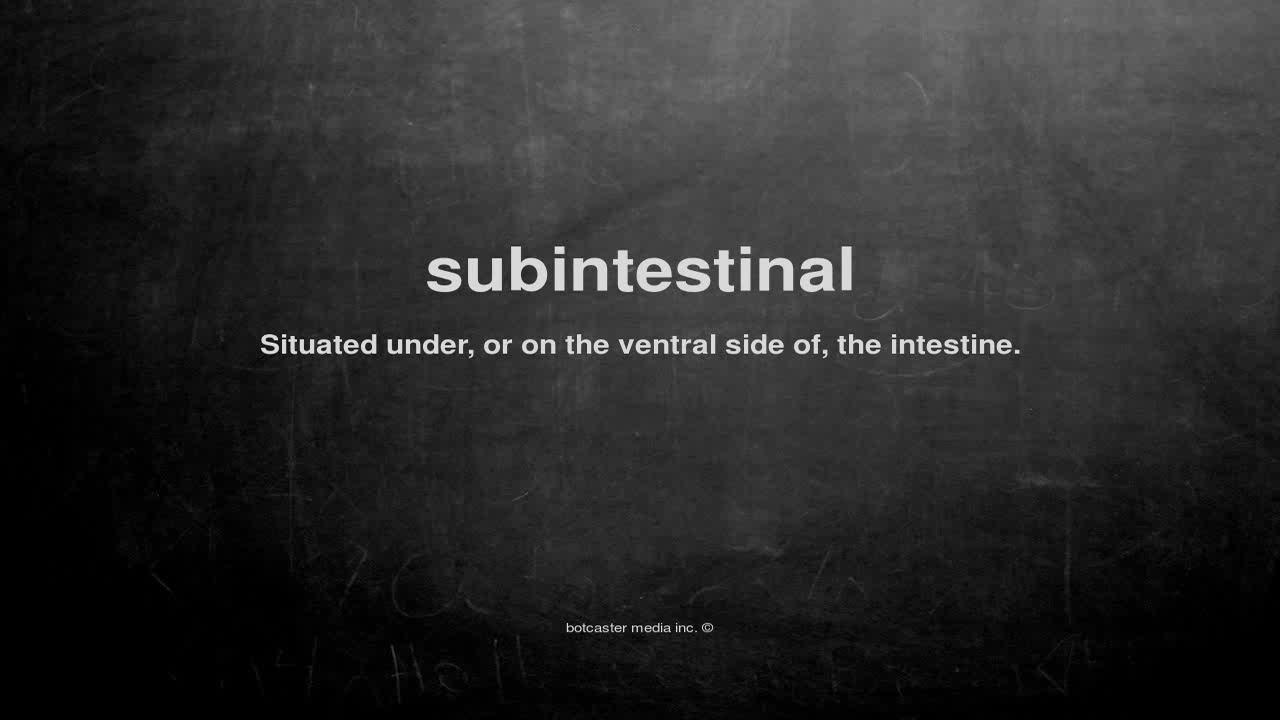 subintestinal
Situated under, or on the ventral side of, the intestine.
botcaster media inc. ©